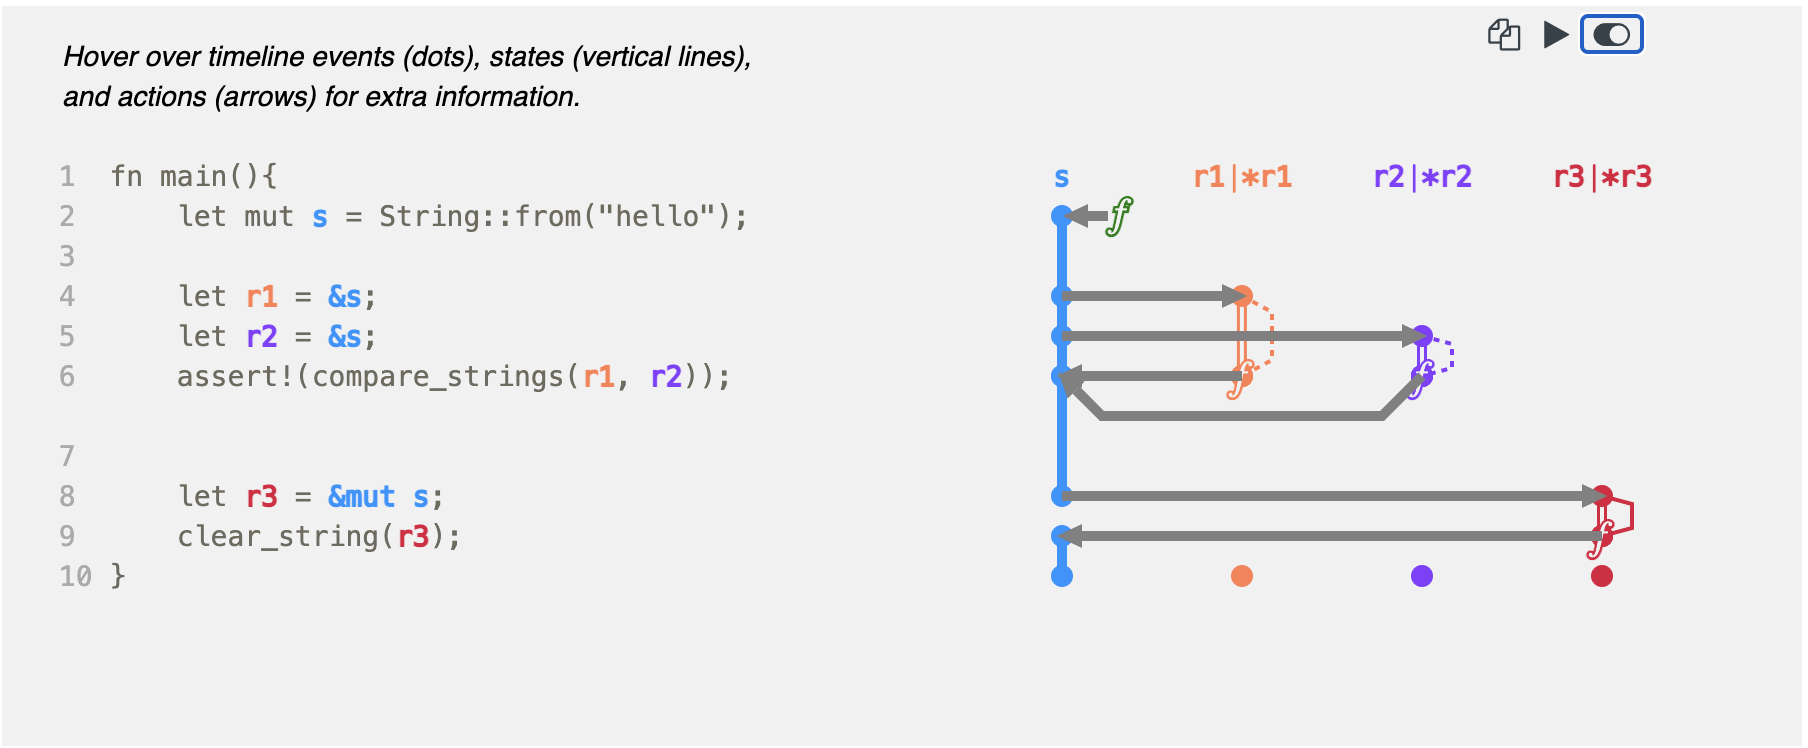 Hover over timeline events (dots), states (vertical lines),
and actions (arrows) for extra information.
s r1|*r1 r2|*r2 r3|*r3
1 fn main(){
2 let mut s = String::from("hello");
f
3
4 let r1 = &s;
5 let r2 = &s;
6 assert!(compare_strings(r1, r2));
f f
7
8 let r3 = &mut s;
9 clear_string(r3);
f
10 }